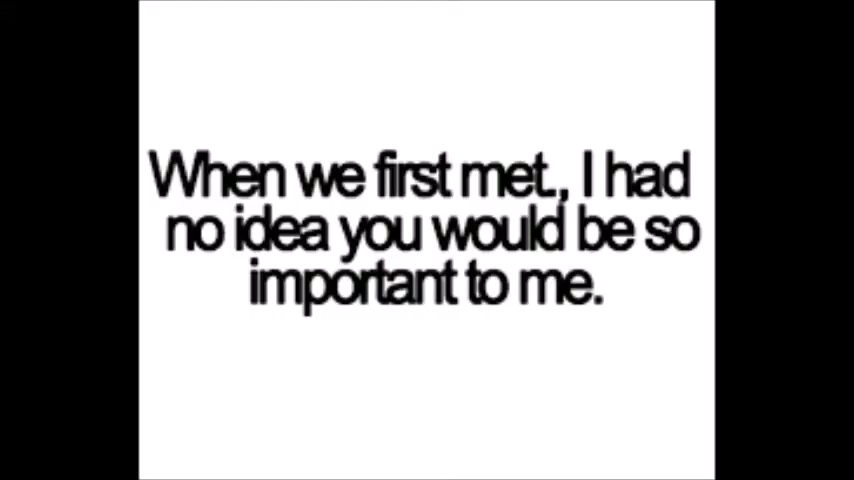 When we first met., I had
no idea you would be so
important to me.